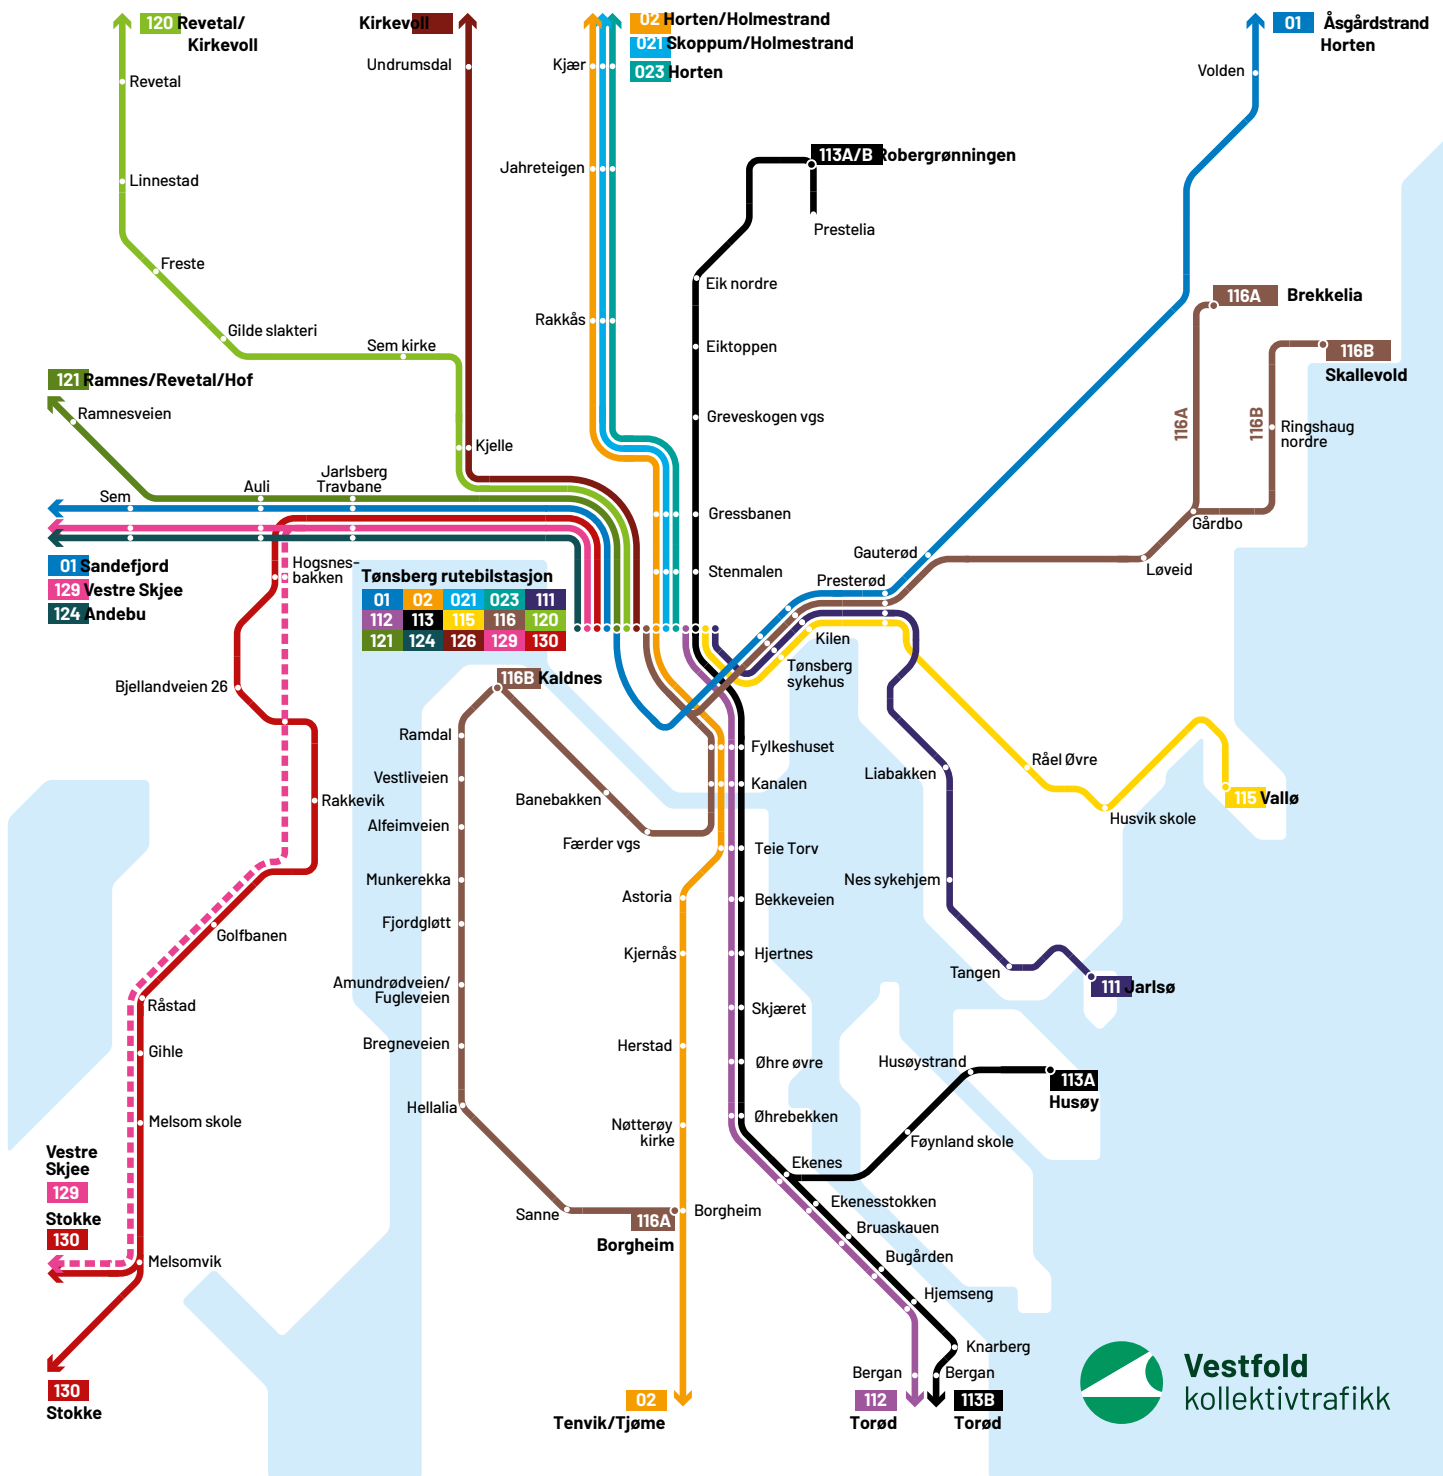 120 Revetal/
Kirkevoll
Kirkevoll
02 Horten/Holmestrand
021 Skoppum/Holmestrand
023 Horten
01 Åsgårdstrand
Horten
Undrumsdal
Kjær
Volden
Revetal
113A/B Robergrønningen
Jahreteigen
Linnestad
Prestelia
Freste
Eik nordre
116A Brekkelia
Gilde slakteri
Rakkås
Sem kirke
Eiktoppen
116B
Skallevold
121 Ramnes/Revetal/Hof
Ramnesveien
Greveskogen vgs
116A
116B
Ringshaug
nordre
Kjelle
Jarlsberg
Travbane
Auli
Sem
Gressbanen
Gårdbo
01 Sandefjord
129 Vestre Skjee
124 Andebu
Hogsnes-
bakken
Tønsberg rutebilstasjon
01 02 021 023 111
112 113 115 116 120
121 124 126 129 130
Stenmalen
Gauterød
Løveid
Presterød
Kilen
Tønsberg
sykehus
116B Kaldnes
Bjellandveien 26
Ramdal
Fylkeshuset
Vestliveien
Kanalen
Liabakken
Råel Øvre
Rakkevik
Banebakken
115 Vallø
Husvik skole
Alfeimveien
Færder vgs
Teie Torv
Munkerekka
Nes sykehjem
Astoria
Bekkeveien
Fjordgløtt
Golfbanen
Kjernås
Hjertnes
Tangen
111 Jarlsø
Amundrødveien/
Fugleveien
Råstad
Skjæret
Bregneveien
Herstad
Gihle
Øhre øvre
Husøystrand
113A
Husøy
Hellalia
Melsom skole
Nøtterøy
kirke
Øhrebekken
Føynland skole
Vestre
Skjee
129
Stokke
130
Ekenes
Ekenesstokken
Sanne
116A
Borgheim
Borgheim
Bruaskauen
Bugården
Melsomvik
Hjemseng
Knarberg
130
Stokke
02
Tenvik/Tjøme
Bergan
112
Torød
Bergan
113B
Torød
Vestfold
kollektivtrafikk